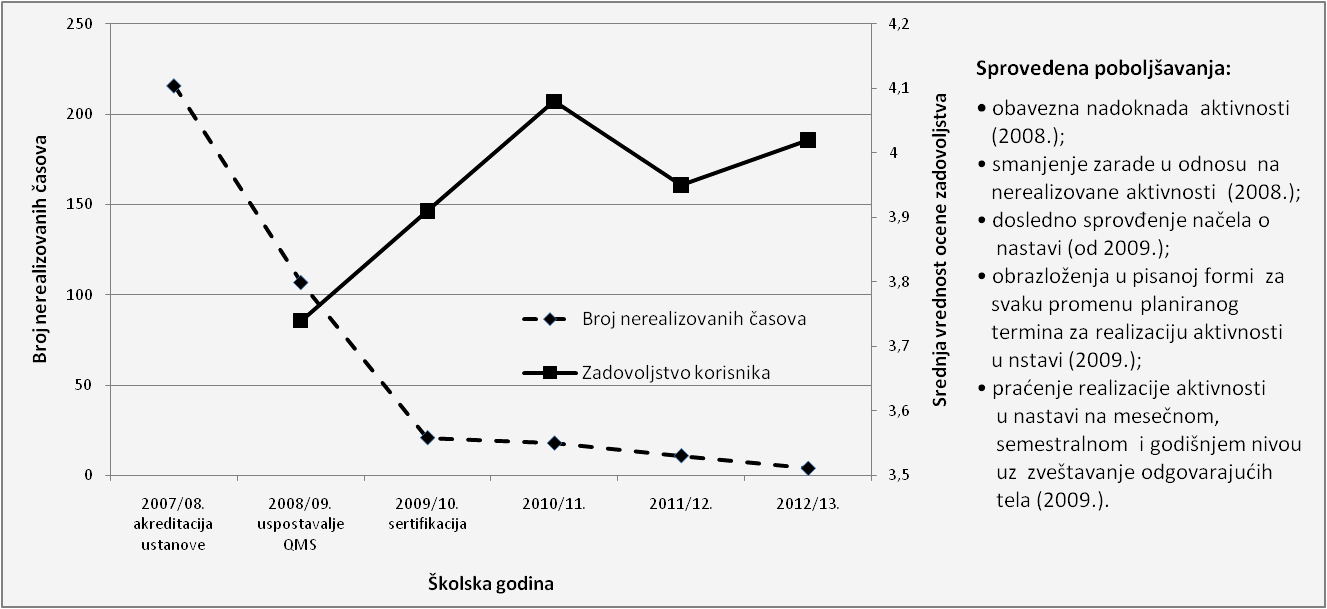 250
200
150
100
50
0
Broj nerealizovanih časova
4,2
4,1
4
3,9
3,8
3,7
3,6
3,5
Srednja vrednost ocene zadovoljstva
Broj nerealizovanih časova
Zadovoljstvo korisnika
2007/08.
akreditacija
ustanove
2008/09.
uspostavalje
QMS
2009/10.
sertifikacija
2010/11.
2011/12.
2012/13.
Školska godina
Sprovedena poboljšavanja:
• obavezna nadoknada aktivnosti
(2008.);
• smanjenje zarade u odnosu na
nerealizovane aktivnosti (2008.);
• dosledno sprovđenje načela o
nastavi (od 2009.);
• obrazloženja u pisanoj formi za
svaku promenu planiranog
termina za realizaciju aktivnosti
u nstavi (2009.);
• praćenje realizacije aktivnosti
u nastavi na mesečnom,
semestralnom i godišnjem nivou
uz zveštavanje odgovarajućih
tela (2009.).